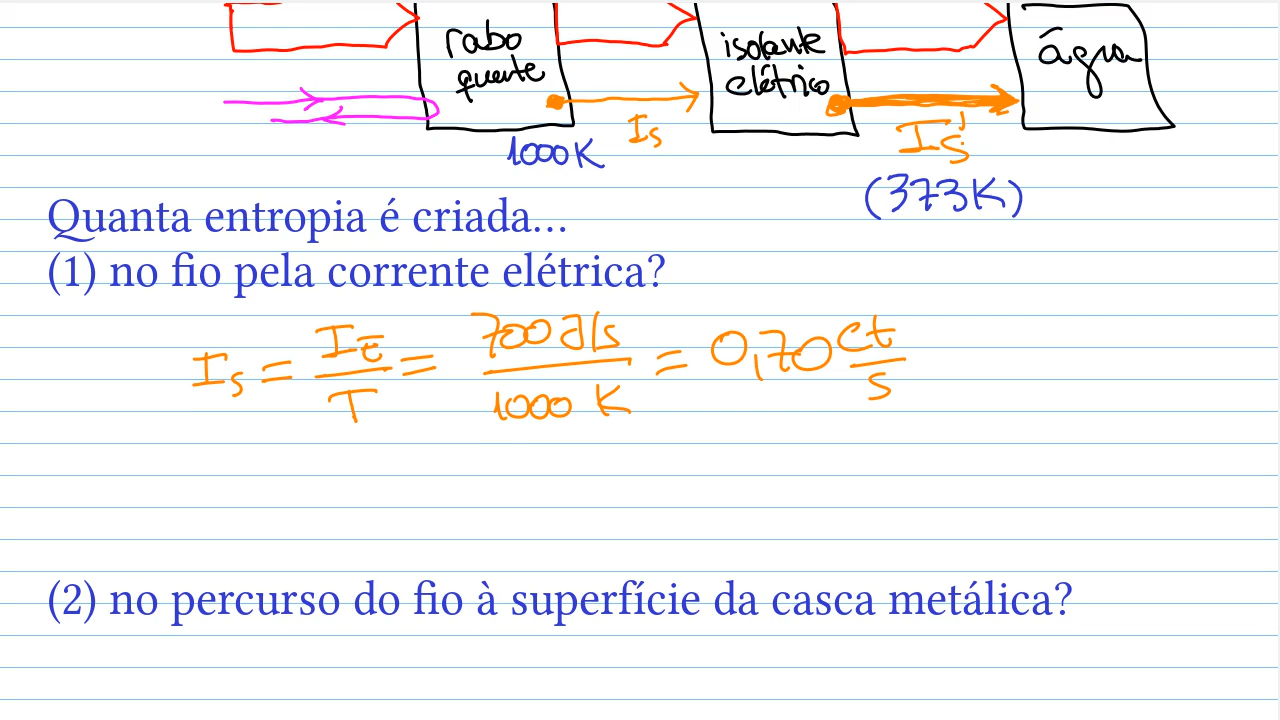 rabo
quente
isolante
elétrico
água
1000K
Is
Is'
(373K)
Quanta entropia é criada...
(1) no fio pela corrente elétrica?
Is = IE/T = 700 J/s / 1000 K = 0,70 Ct/s
(2) no percurso do fio à superfície da casca metálica?